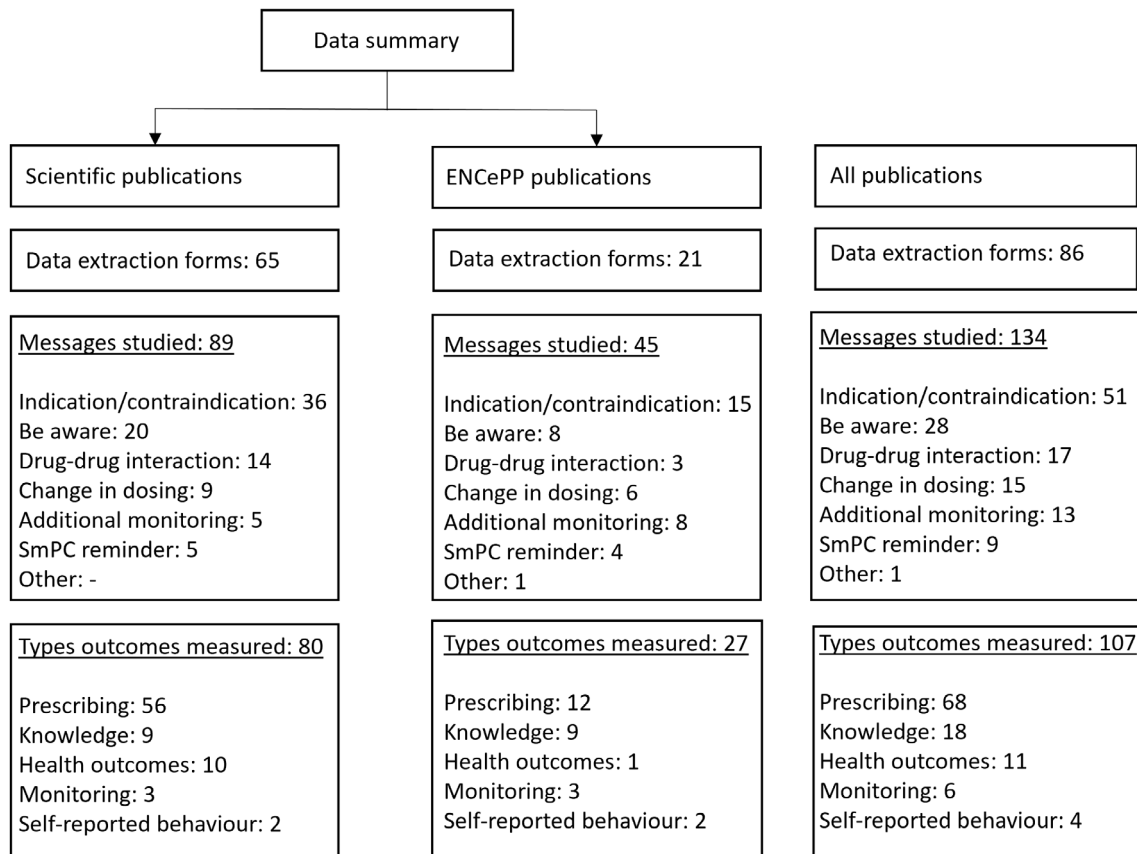 Data summary
Scientific publications
ENCePP publications
All publications
Data extraction forms: 65
Data extraction forms: 21
Data extraction forms: 86
Messages studied: 89
Indication/contraindication: 36
Be aware: 20
Drug-drug interaction: 14
Change in dosing: 9
Additional monitoring: 5
SmPC reminder: 5
Other: -
Messages studied: 45
Indication/contraindication: 15
Be aware: 8
Drug-drug interaction: 3
Change in dosing: 6
Additional monitoring: 8
SmPC reminder: 4
Other: 1
Messages studied: 134
Indication/contraindication: 51
Be aware: 28
Drug-drug interaction: 17
Change in dosing: 15
Additional monitoring: 13
SmPC reminder: 9
Other: 1
Types outcomes measured: 80
Prescribing: 56
Knowledge: 9
Health outcomes: 10
Monitoring: 3
Self-reported behaviour: 2
Types outcomes measured: 27
Prescribing: 12
Knowledge: 9
Health outcomes: 1
Monitoring: 3
Self-reported behaviour: 2
Types outcomes measured: 107
Prescribing: 68
Knowledge: 18
Health outcomes: 11
Monitoring: 6
Self-reported behaviour: 4